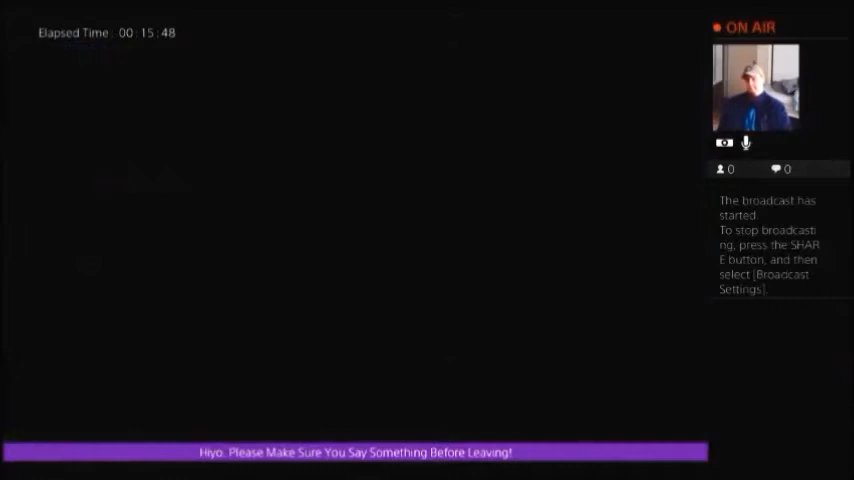 Elapsed Time : 00:15:48
ON AIR
0 0
The broadcast has
started.
To stop broadcasti
ng, press the SHAR
E button, and then
select [Broadcast
Settings].
Hiyo. Please Make Sure You Say Something Before Leaving!